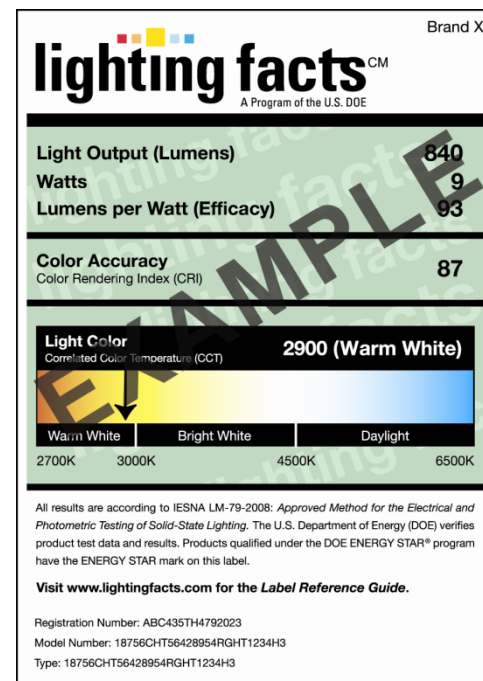 Brand X
lighting facts CM
A Program of the U.S. DOE
Light Output (Lumens) 840
Watts 9
Lumens per Watt (Efficacy) 93
Color Accuracy
Color Rendering Index (CRI) 87
Light Color
Correlated Color Temperature (CCT) 2900 (Warm White)
Warm White Bright White Daylight
2700K 3000K 4500K 6500K
EXAMPLE
All results are according to IESNA LM-79-2008: Approved Method for the Electrical and
Photometric Testing of Solid-State Lighting. The U.S. Department of Energy (DOE) verifies
product test data and results. Products qualified under the DOE ENERGY STAR® program
have the ENERGY STAR mark on this label.
Visit www.lightingfacts.com for the Label Reference Guide.
Registration Number: ABC435TH4792023
Model Number: 18756CHT56428954RGHT1234H3
Type: 18756CHT56428954RGHT1234H3